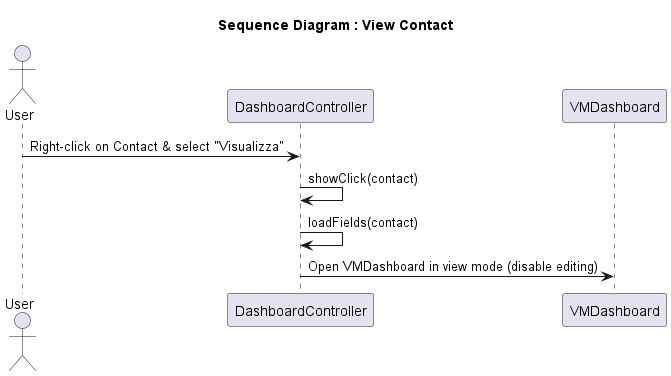 Sequence Diagram : View Contact
User
DashboardController
VMDashboard
Right-click on Contact & select "Visualizza"
showClick(contact)
loadFields(contact)
Open VMDashboard in view mode (disable editing)
User
DashboardController
VMDashboard